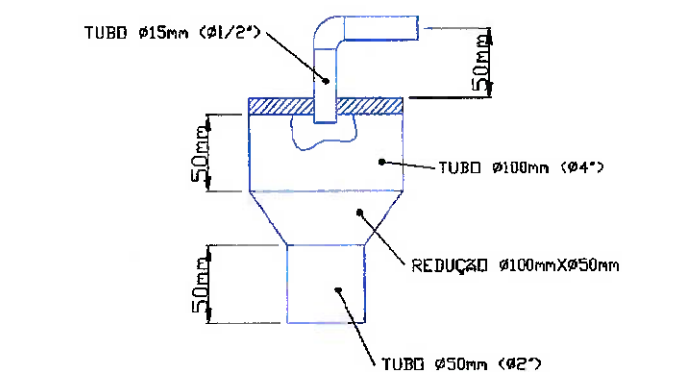 TUBO Ø15mm (Ø1/2")
50mm
50mm
TUBO Ø100mm (Ø4")
REDUÇÃO Ø100mmXØ50mm
50mm
TUBO Ø50mm (Ø2")